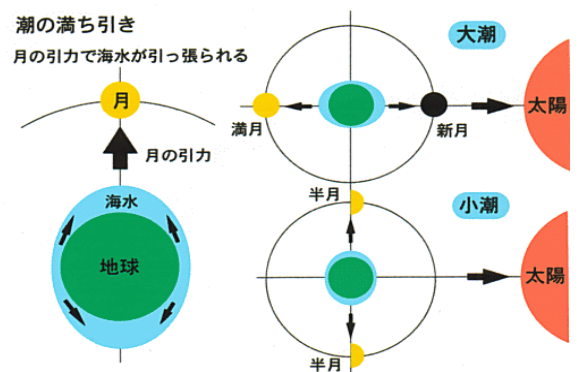 潮の満ち引き
月の引力で海水が引っ張られる
月
月の引力
海水
地球
大潮
満月
新月
太陽
半月
小潮
太陽
半月